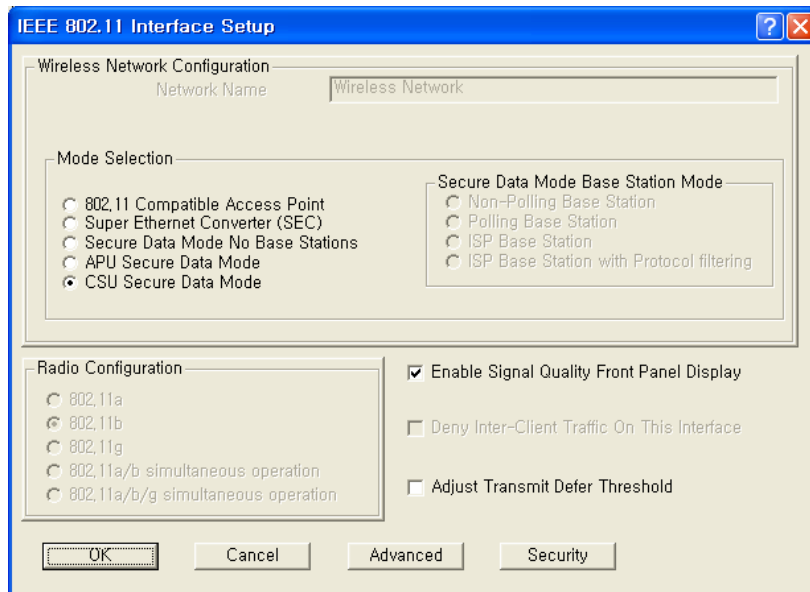 IEEE 802.11 Interface Setup
Wireless Network Configuration
Network Name
Wireless Network
Mode Selection
802.11 Compatible Access Point
Super Ethernet Converter (SEC)
Secure Data Mode No Base Stations
APU Secure Data Mode
CSU Secure Data Mode
Secure Data Mode Base Station Mode
Non-Polling Base Station
Polling Base Station
ISP Base Station
ISP Base Station with Protocol filtering
Radio Configuration
802.11a
802.11b
802.11g
802.11a/b simultaneous operation
802.11a/b/g simultaneous operation
Enable Signal Quality Front Panel Display
Deny Inter-Client Traffic On This Interface
Adjust Transmit Defer Threshold
OK Cancel Advanced Security